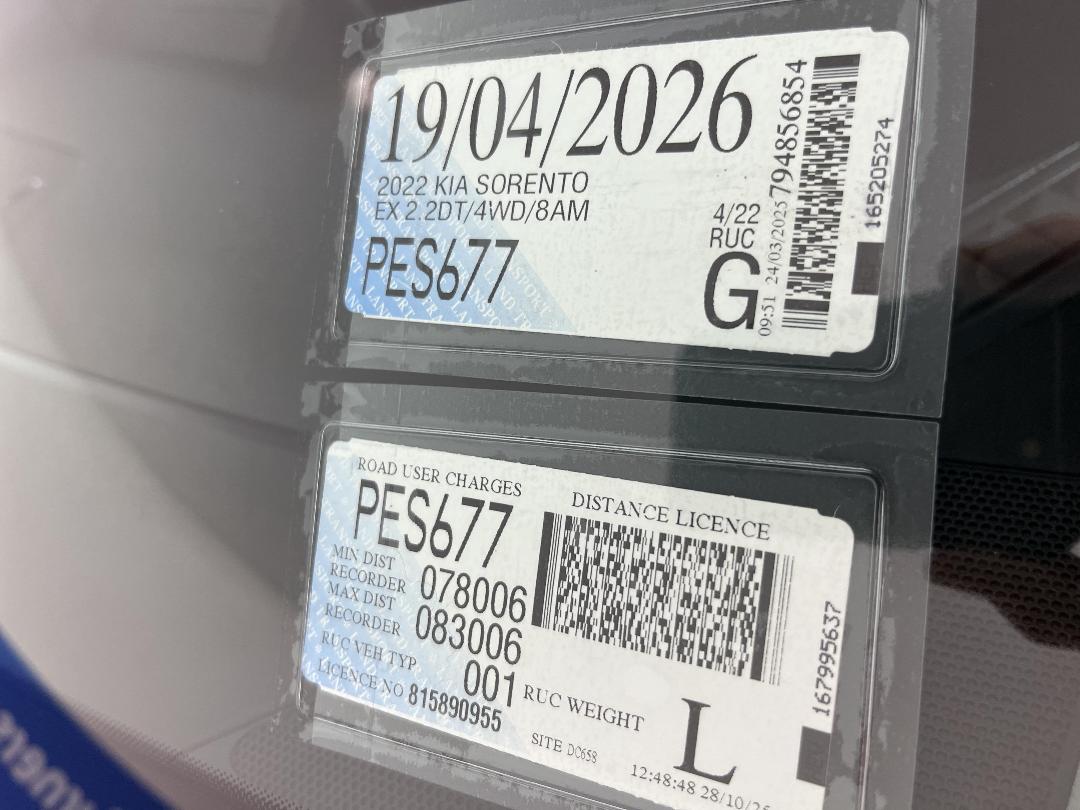 19/04/2026
2022 KIA SORENTO
EX 2.2DT/4WD/8AM
PES677
4/22
RUC
G
09:51 24/03/2025 794856854
165205274
ROAD USER CHARGES
PES677
DISTANCE LICENCE
MIN DIST
RECORDER 078006
MAX DIST
RECORDER 083006
RUC VEH TYP 001
RUC WEIGHT L
LICENCE NO 815890955
SITE DC658
12:48:48 28/10/25
167995637